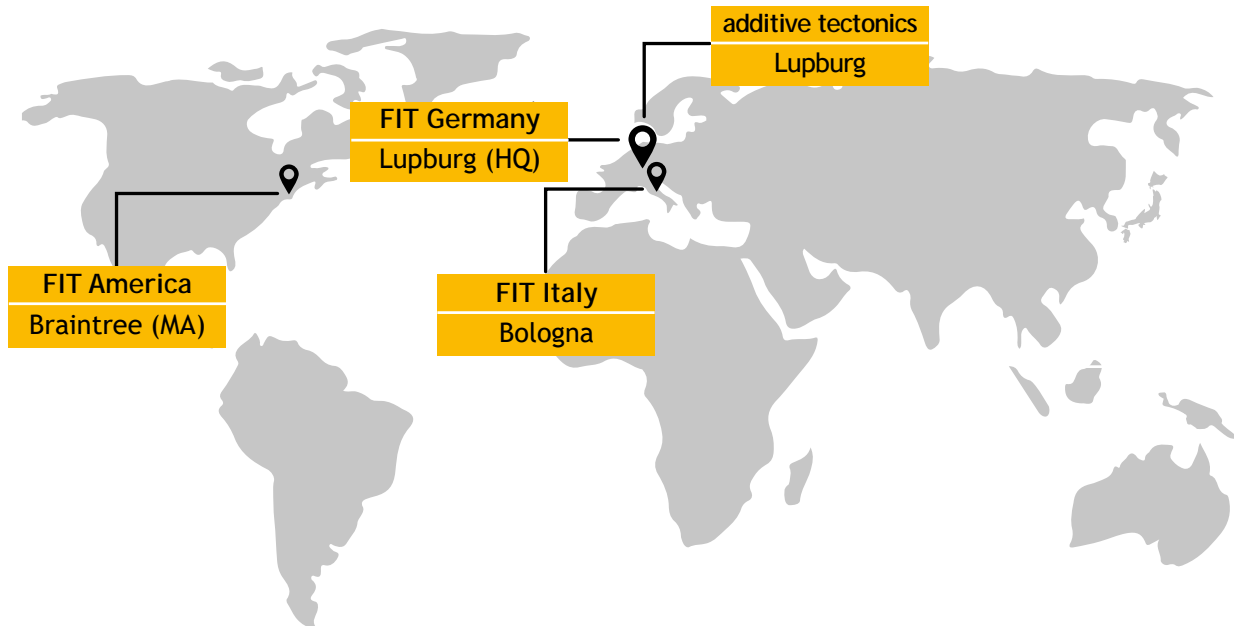 additive tectonics
Lupburg
FIT Germany
Lupburg (HQ)
FIT America
Braintree (MA)
FIT Italy
Bologna